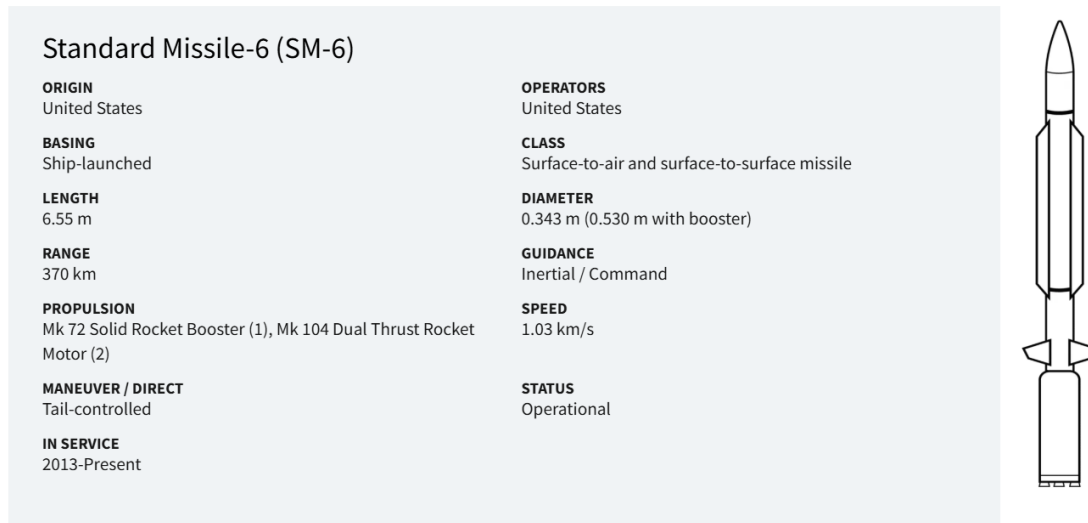 Standard Missile-6 (SM-6)
ORIGIN
United States
OPERATORS
United States
BASING
Ship-launched
CLASS
Surface-to-air and surface-to-surface missile
LENGTH
6.55 m
DIAMETER
0.343 m (0.530 m with booster)
RANGE
370 km
GUIDANCE
Inertial / Command
PROPULSION
Mk 72 Solid Rocket Booster (1), Mk 104 Dual Thrust Rocket
Motor (2)
SPEED
1.03 km/s
MANEUVER / DIRECT
Tail-controlled
STATUS
Operational
IN SERVICE
2013-Present